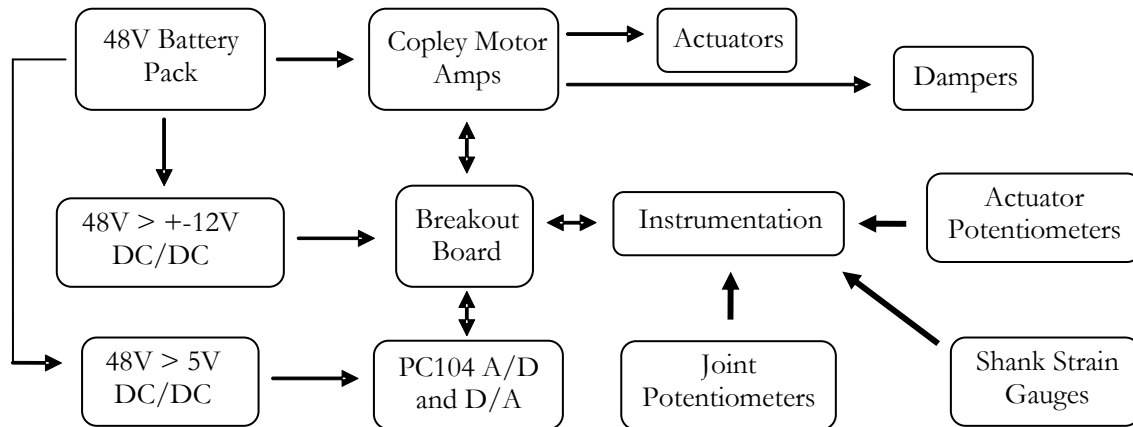 48V Battery
Pack
Copley Motor
Amps
Actuators
Dampers
48V > +-12V
DC/DC
Breakout
Board
Instrumentation
Actuator
Potentiometers
48V > 5V
DC/DC
PC104 A/D
and D/A
Joint
Potentiometers
Shank Strain
Gauges